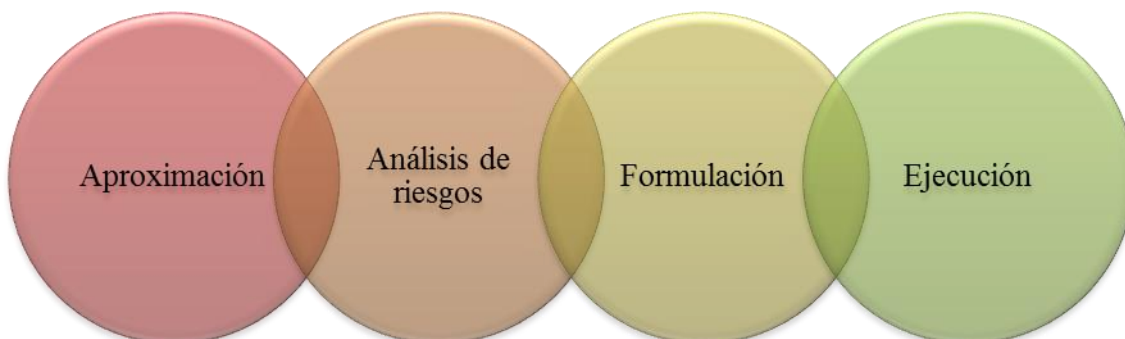 Aproximación
Análisis de
riesgos
Formulación
Ejecución